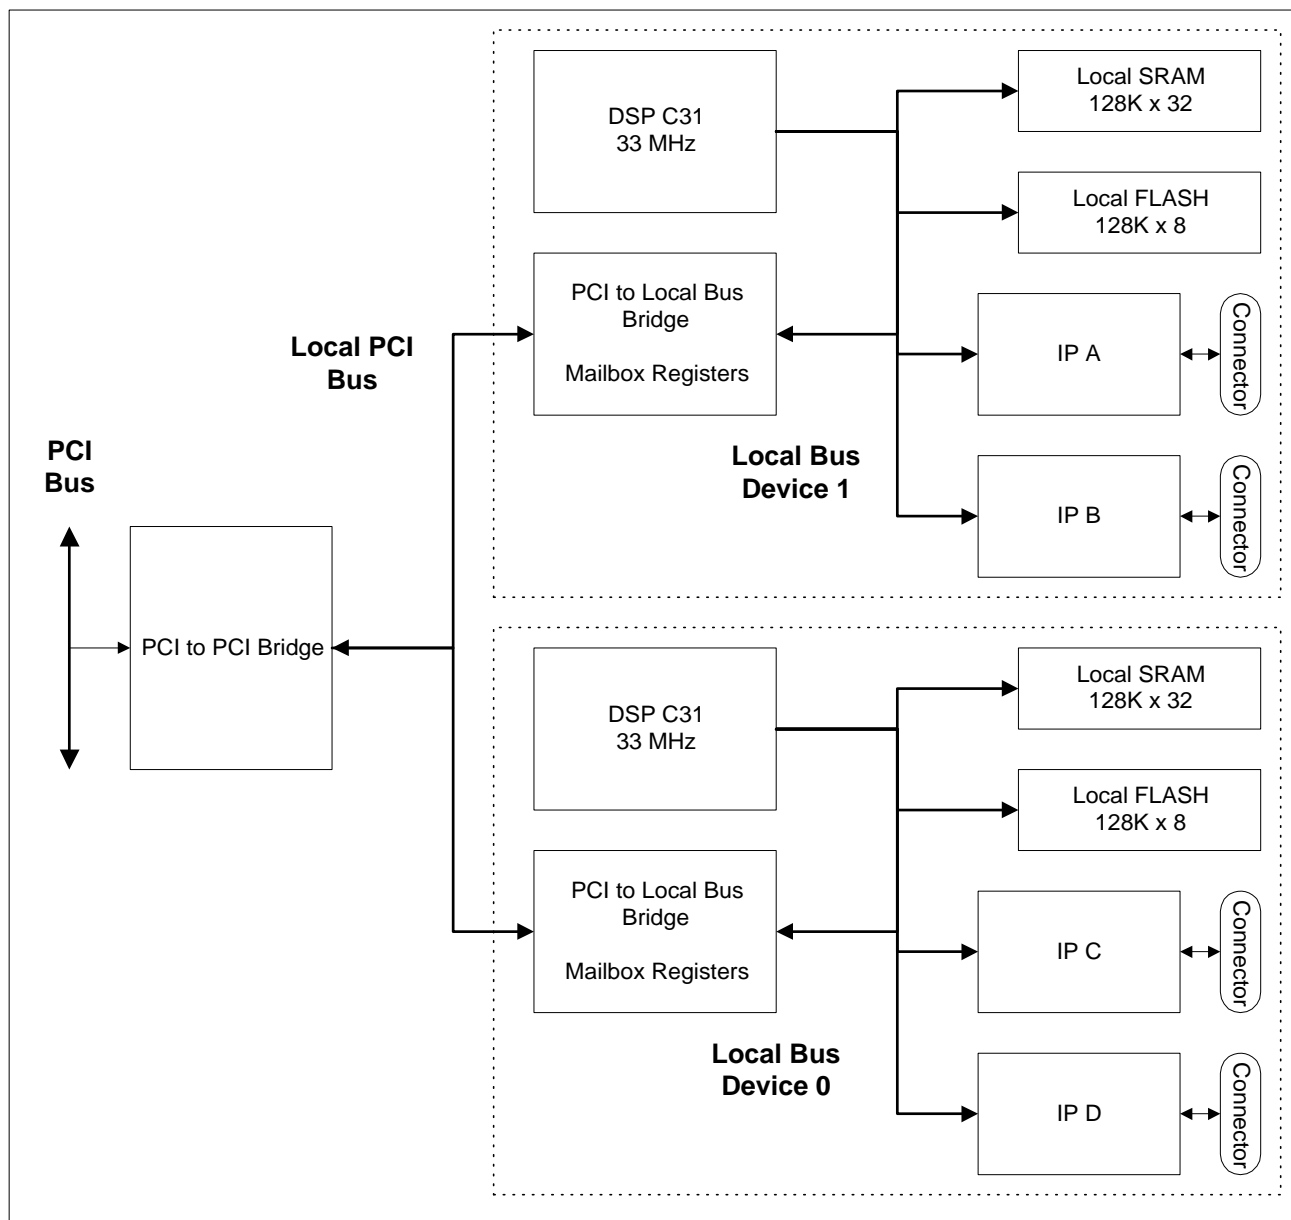 PCI
Bus
PCI to PCI Bridge
Local PCI
Bus
DSP C31
33 MHz
PCI to Local Bus
Bridge
Mailbox Registers
Local Bus
Device 1
Local SRAM
128K x 32
Local FLASH
128K x 8
IP A
Connector
IP B
Connector
DSP C31
33 MHz
PCI to Local Bus
Bridge
Mailbox Registers
Local Bus
Device 0
Local SRAM
128K x 32
Local FLASH
128K x 8
IP C
Connector
IP D
Connector